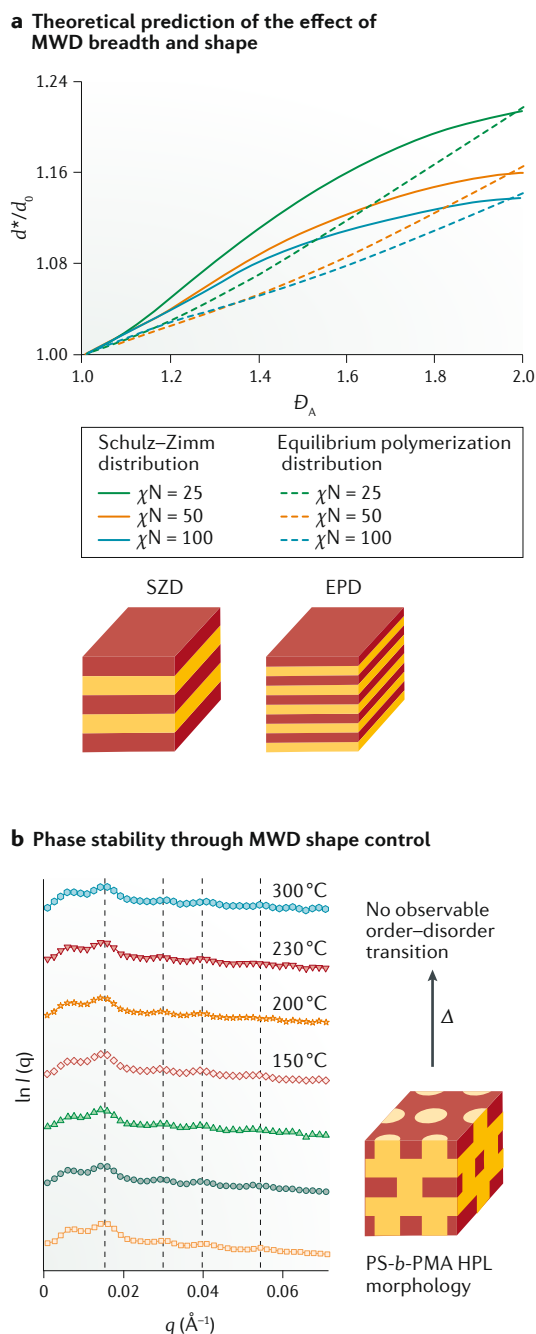 a Theoretical prediction of the effect of
MWD breadth and shape
1.24
1.16
1.08
1.00
d*/d₀
1.0 1.2 1.4 1.6 1.8 2.0
Đ_A
Schulz–Zimm distribution
Equilibrium polymerization distribution
χN = 25
χN = 50
χN = 100
χN = 25
χN = 50
χN = 100
SZD
EPD
b Phase stability through MWD shape control
300 °C
230 °C
200 °C
150 °C
ln I (q)
0 0.02 0.04 0.06
q (Å⁻¹)
No observable
order–disorder
transition
Δ
PS-b-PMA HPL
morphology